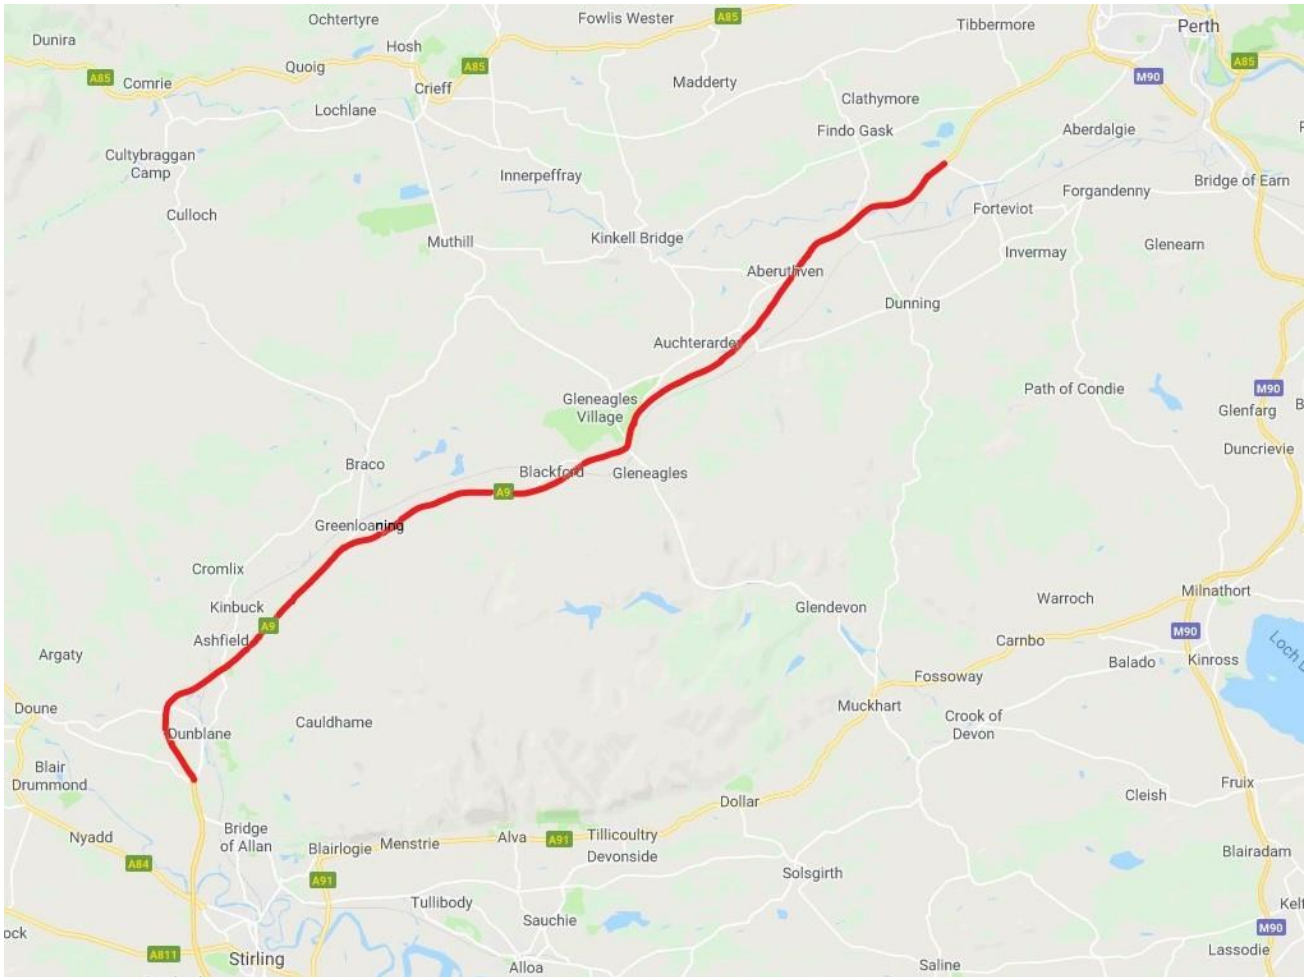 Ochtertyre
Fowlis Wester
A85
Tibbermore
Perth
Dunira
Hosh
A85
Quoig
A85
Comrie
Crieff
Madderty
M90
A85
Lochlane
Clathymore
Findo Gask
Aberdalgie
Cultybraggan
Camp
Innerpeffray
Forgandenny
Bridge of Earn
Culloch
Forteviot
Muthill
Kinkell Bridge
Invermay
Glenearn
Aberuthven
Dunning
Auchterarder
Path of Condie
M90
Gleneagles
Village
Glenfarg
B
Duncrievie
Braco
Blackford
Gleneagles
A9
Greenloaning
Cromlix
Kinbuck
Glendevon
Warroch
Milnathort
A9
Ashfield
Argaty
Carnbo
M90
Balado
Kinross
Loch L
Fossoway
Doune
Muckhart
Crook of
Devon
Cauldhame
Dunblane
Blair
Drummond
Fruix
Cleish
Dollar
Nyadd
Bridge
of Allan
Blairlogie
Menstrie
Alva
A91
Tillicoultry
Devonside
A84
Blairadam
A91
Solsgirth
Tullibody
Sauchie
Kelt
M90
ock
A811
Stirling
Alloa
Saline
Lassodie